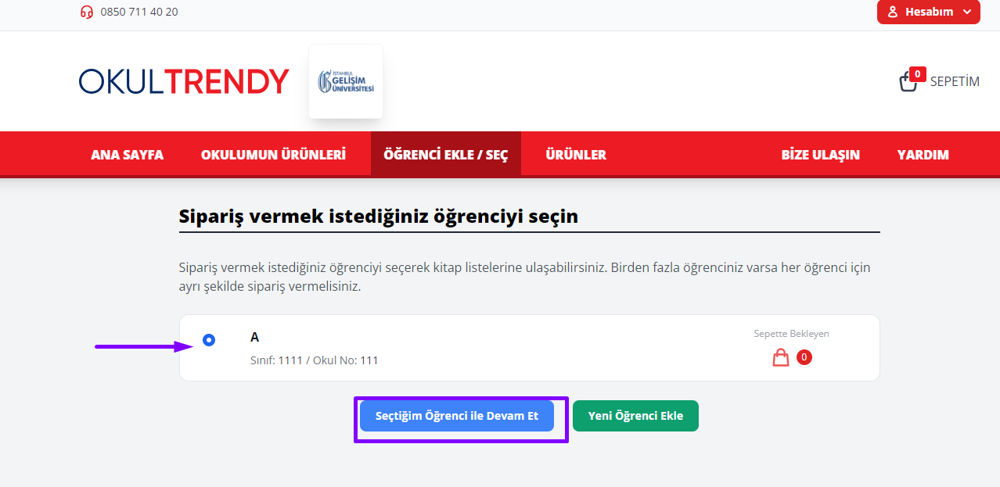 0850 711 40 20
Hesabım
OKULTRENDY
İSTANBUL
GELİŞİM
ÜNİVERSİTESİ
0
SEPETİM
ANA SAYFA
OKULUMUN ÜRÜNLERİ
ÖĞRENCİ EKLE / SEÇ
ÜRÜNLER
BİZE ULAŞIN
YARDIM
Sipariş vermek istediğiniz öğrenciyi seçin
Sipariş vermek istediğiniz öğrenciyi seçerek kitap listelerine ulaşabilirsiniz. Birden fazla öğrenciniz varsa her öğrenci için
ayrı şekilde sipariş vermelisiniz.
A
Sınıf: 1111 / Okul No: 111
Sepette Bekleyen
0
Seçtiğim Öğrenci ile Devam Et
Yeni Öğrenci Ekle